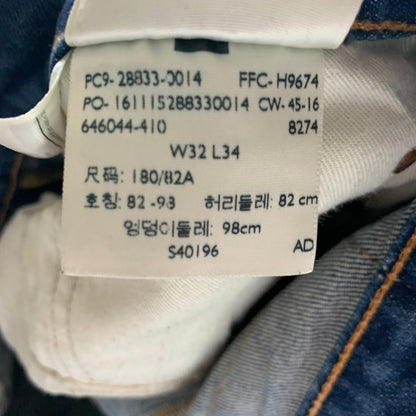 PC9- 28833-0014 FFC- H9674
PO- 161115288330014 CW- 45-16
646044-410 8274
W32 L34
尺码: 180/82A
호칭: 82 -93 허리둘레: 82 cm
엉덩이둘레: 98cm
S40196 AD